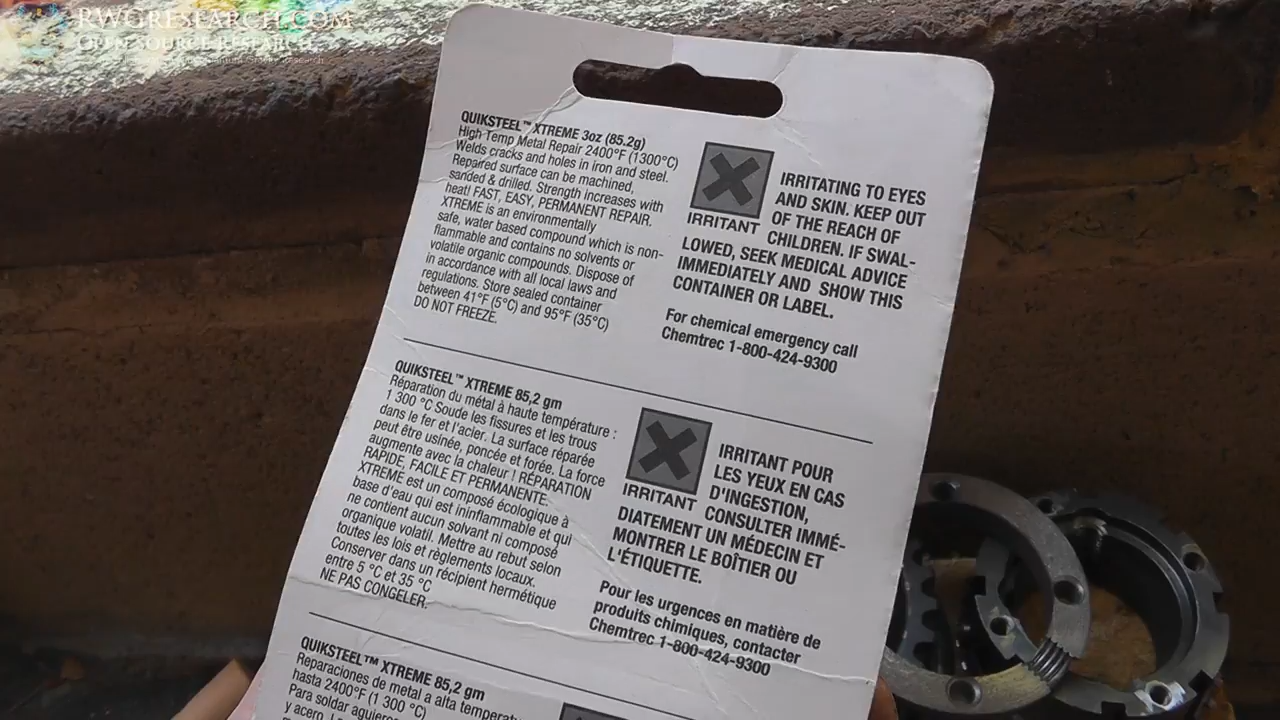 RWGRESEARCH.COM
OPEN SOURCE RESEARCH
QUIKSTEEL™ XTREME 3oz (85.2g)
High Temp Metal Repair 2400°F (1300°C)
Welds cracks and holes in iron and steel.
Repaired surface can be machined,
sanded & drilled. Strength increases with
heat! FAST, EASY, PERMANENT REPAIR.
XTREME is an environmentally
safe, water based compound which is non-
flammable and contains no solvents or
volatile organic compounds. Dispose of
in accordance with all local laws and
regulations. Store sealed container
between 41°F (5°C) and 95°F (35°C)
DO NOT FREEZE.
IRRITANT
IRRITATING TO EYES
AND SKIN. KEEP OUT
OF THE REACH OF
CHILDREN. IF SWAL-
LOWED, SEEK MEDICAL ADVICE
IMMEDIATELY AND SHOW THIS
CONTAINER OR LABEL.
For chemical emergency call
Chemtrec 1-800-424-9300
QUIKSTEEL™ XTREME 85,2 gm
Réparation du métal à haute température :
1 300 °C Soude les fissures et les trous
dans le fer et l'acier. La surface réparée
peut être usinée, poncée et forée. La force
augmente avec la chaleur ! RÉPARATION
RAPIDE, FACILE ET PERMANENTE.
XTREME est un composé écologique à
base d'eau qui est ininflammable et qui
ne contient aucun solvant ni composé
organique volatil. Mettre au rebut selon
toutes les lois et règlements locaux.
Conserver dans un récipient hermétique
entre 5 °C et 35 °C
NE PAS CONGELER.
IRRITANT
IRRITANT POUR
LES YEUX EN CAS
D'INGESTION,
CONSULTER IMMÉ-
DIATEMENT UN MÉDECIN ET
MONTRER LE BOÎTIER OU
L'ÉTIQUETTE.
Pour les urgences en matière de
produits chimiques, contacter
Chemtrec 1-800-424-9300
QUIKSTEEL™ XTREME 85,2 gm
Reparaciones de metal a alta temperatu
hasta 2400°F (1 300 °C)
Para soldar agujero
y acero.